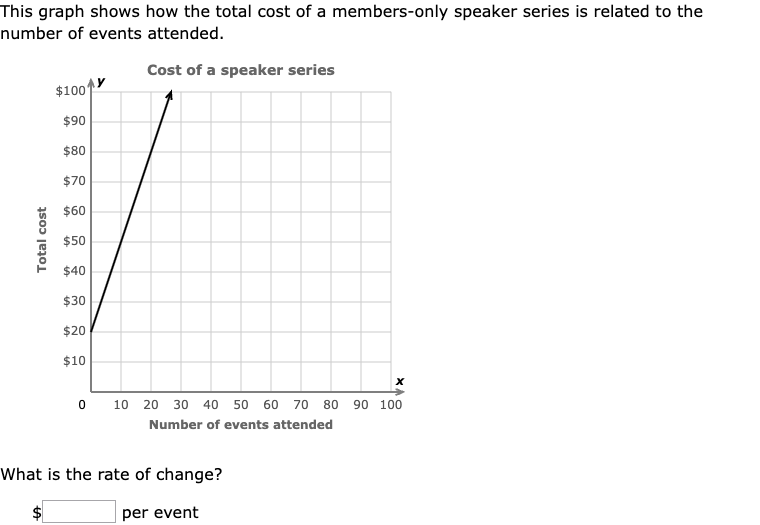 This graph shows how the total cost of a members-only speaker series is related to the
number of events attended.
Cost of a speaker series
y
$100
$90
$80
$70
$60
$50
$40
$30
$20
$10
Total cost
x
0 10 20 30 40 50 60 70 80 90 100
Number of events attended
What is the rate of change?
$ per event